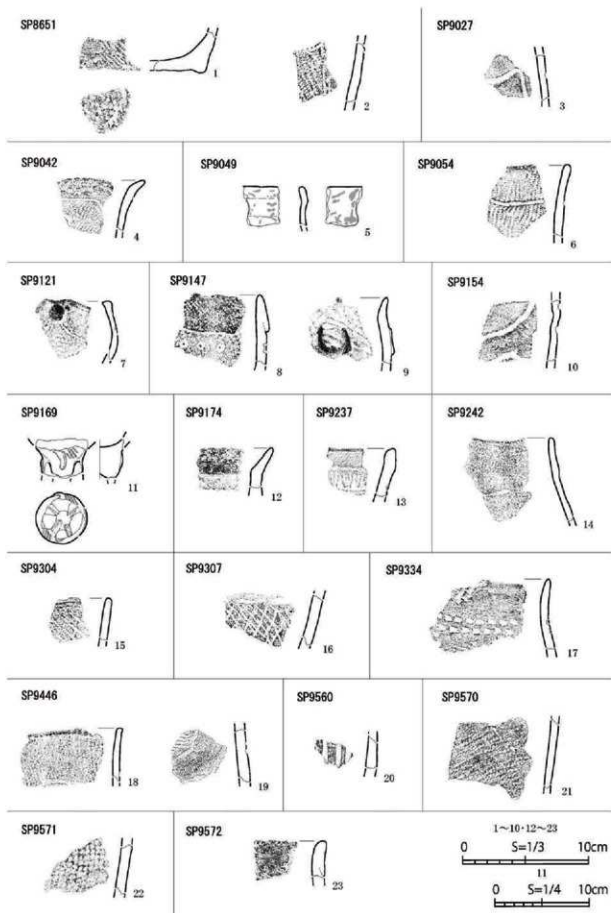 SP8651
1
2
SP9027
3
SP9042
4
SP9049
5
SP9054
6
SP9121
7
SP9147
8
9
SP9154
10
SP9169
11
SP9174
12
SP9237
13
SP9242
14
SP9304
15
SP9307
16
SP9334
17
SP9446
18
19
SP9560
20
SP9570
21
SP9571
22
SP9572
23
1～10・12～23
0 S=1/3 10cm
11
0 S=1/4 10cm